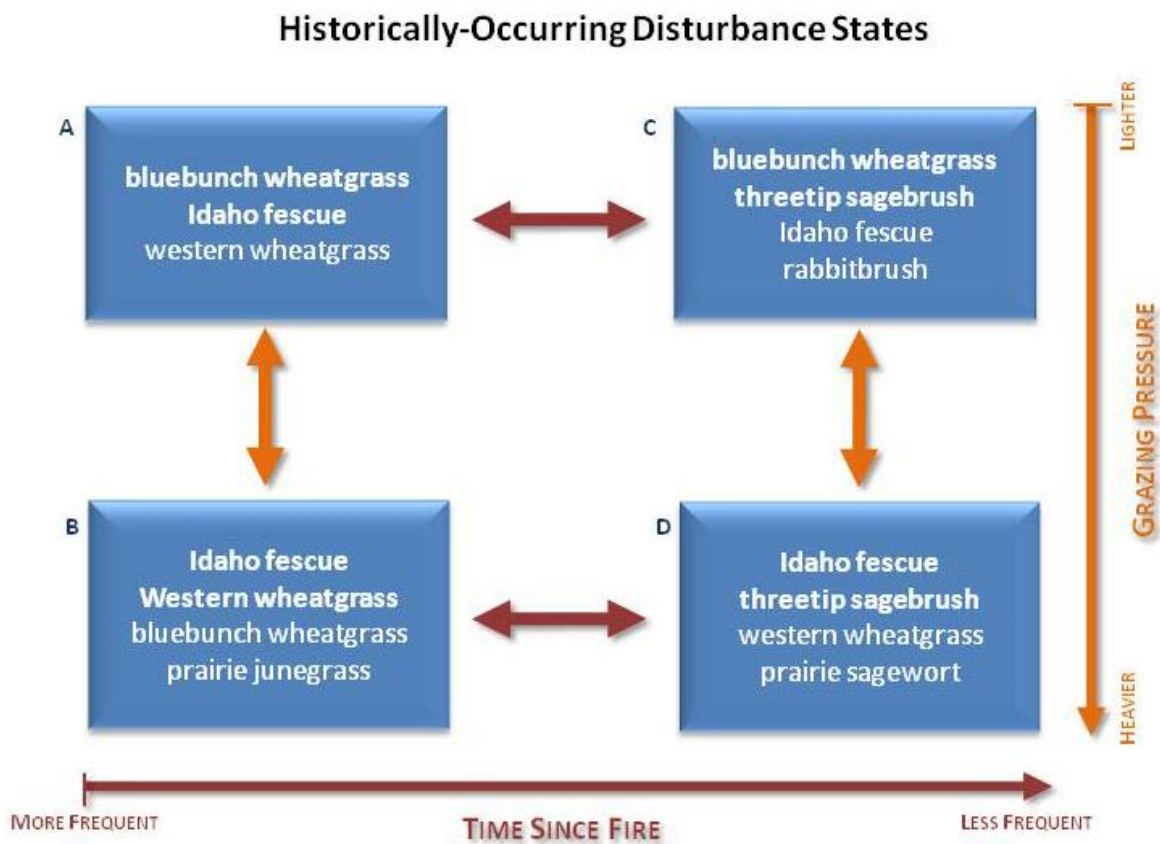 Historically-Occurring Disturbance States
A
bluebunch wheatgrass
Idaho fescue
western wheatgrass
C
bluebunch wheatgrass
threetip sagebrush
Idaho fescue
rabbitbrush
LIGHTER
GRAZING PRESSURE
HEAVIER
B
Idaho fescue
Western wheatgrass
bluebunch wheatgrass
prairie junegrass
D
Idaho fescue
threetip sagebrush
western wheatgrass
prairie sagewort
MORE FREQUENT
TIME SINCE FIRE
LESS FREQUENT